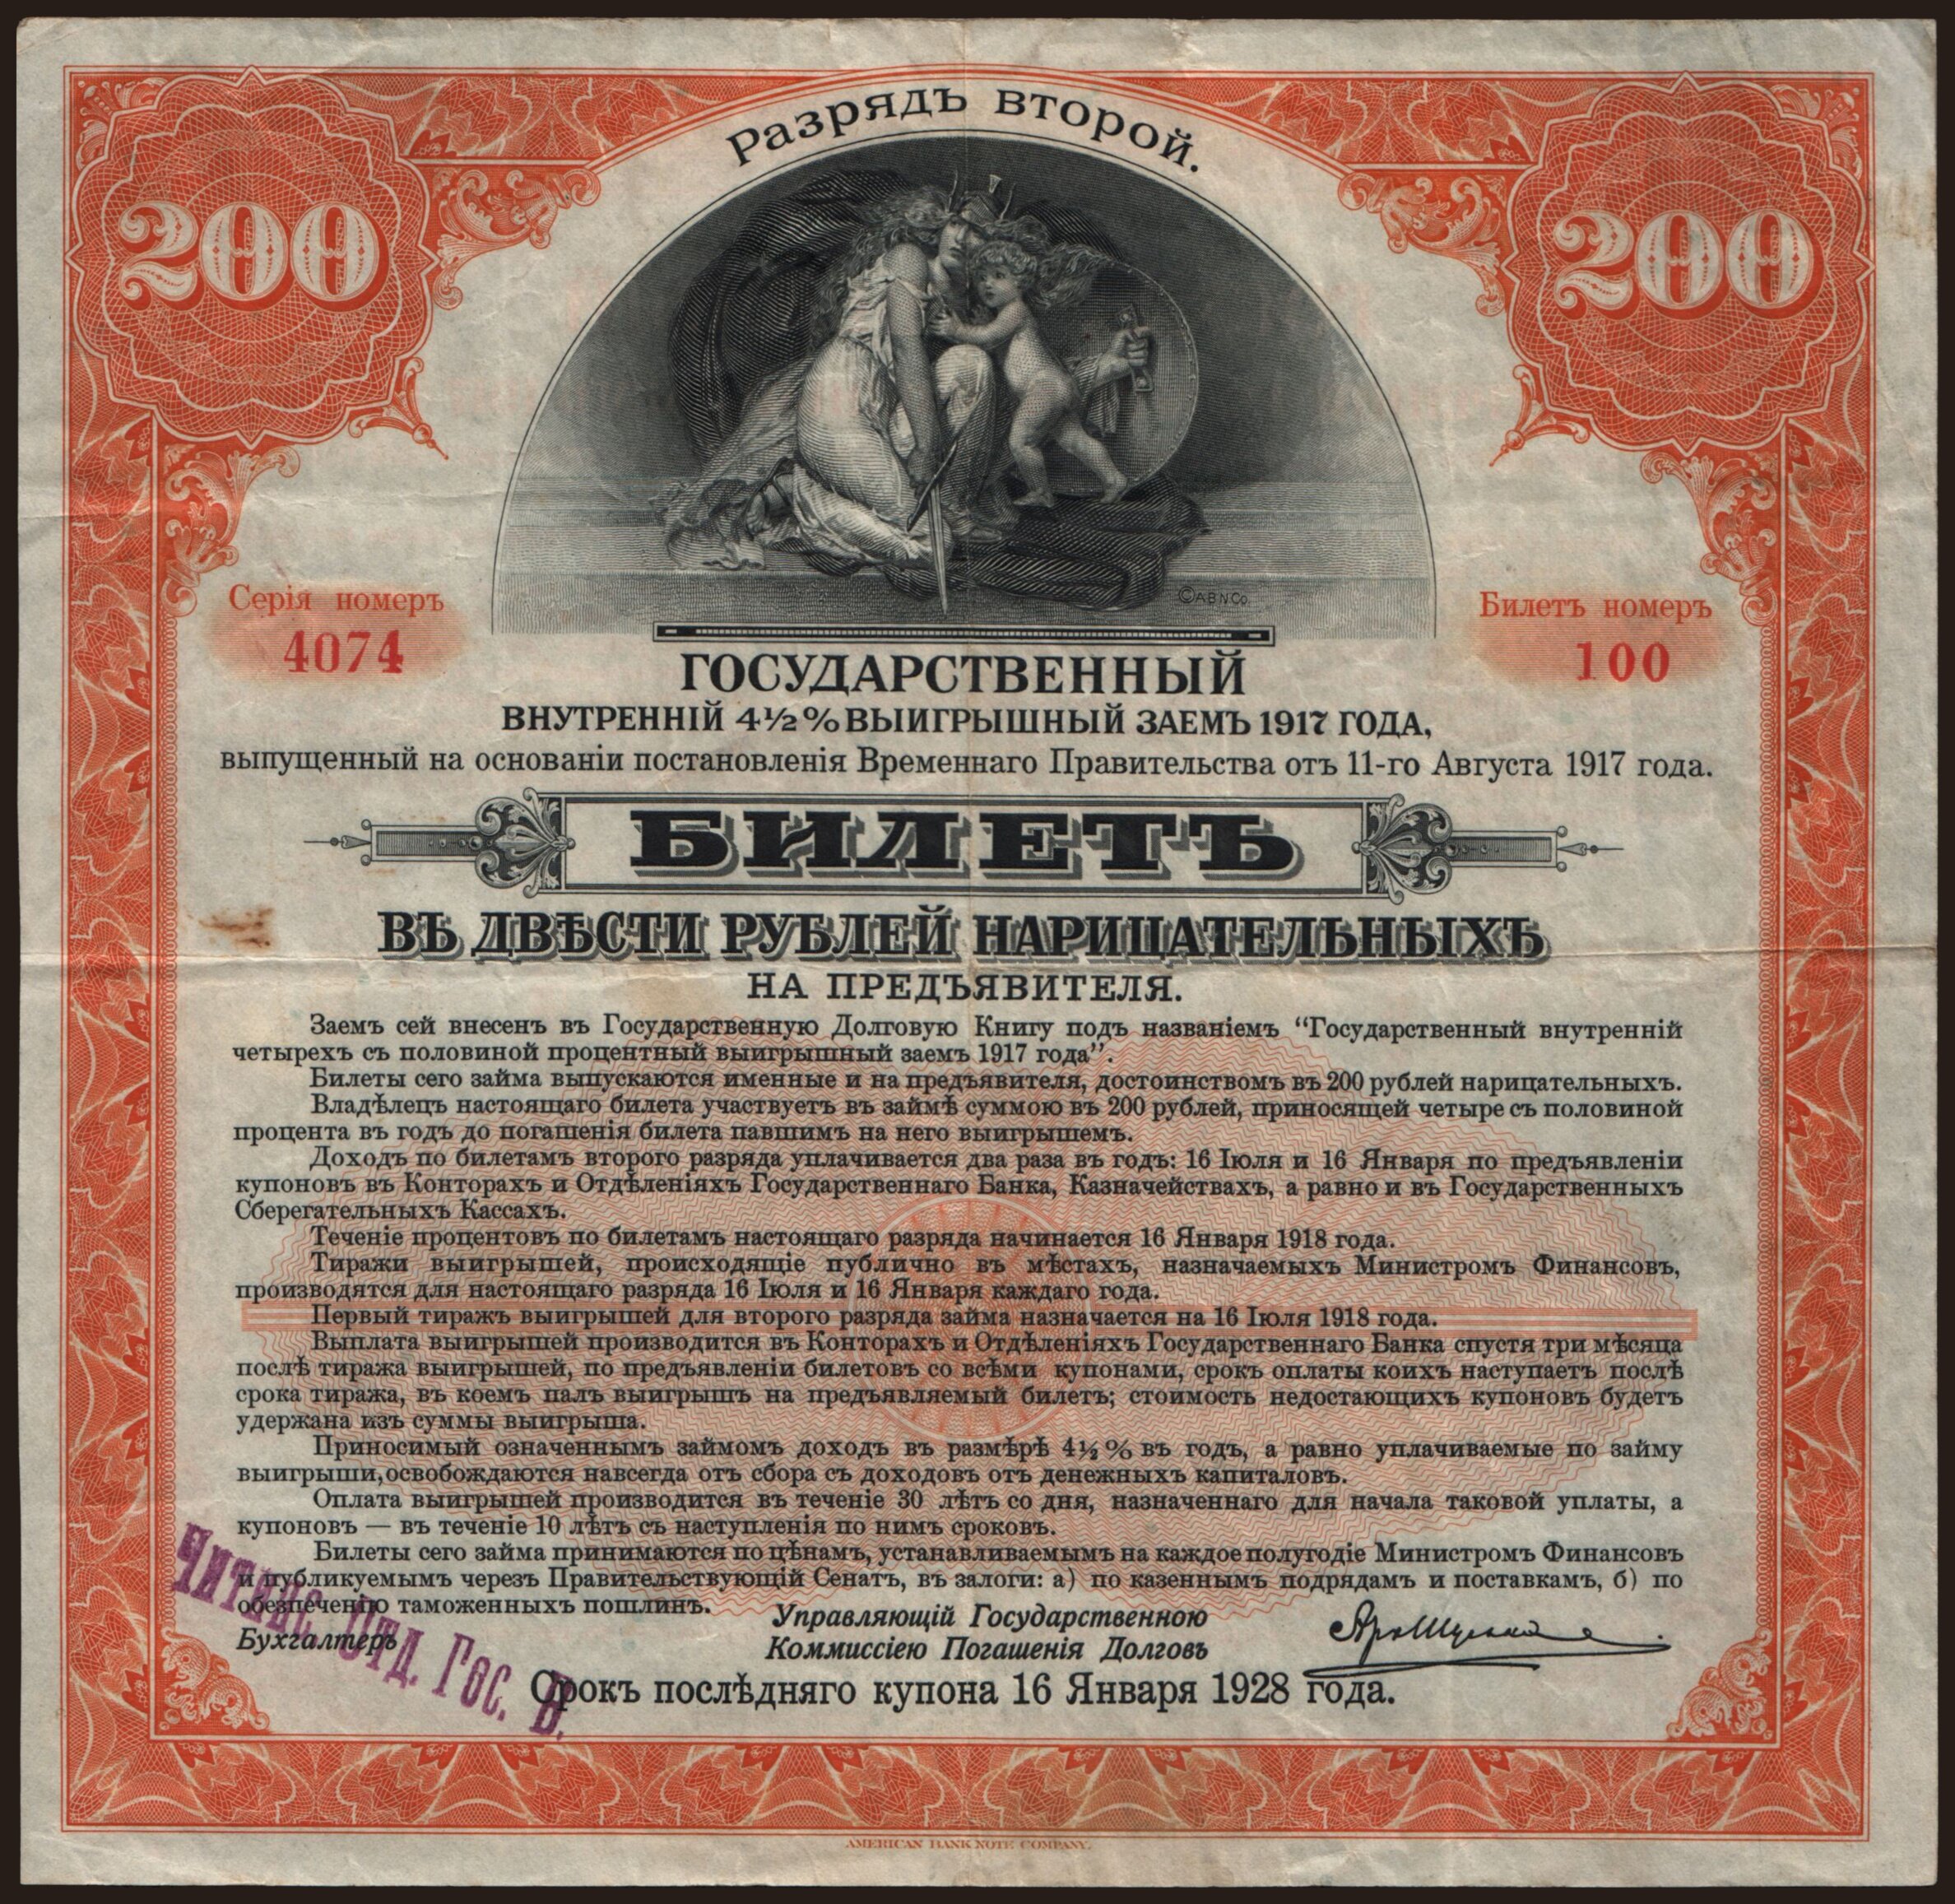 Разрядъ второй.
200
200
©ABNCo.
Серія номеръ
4074
Билетъ номеръ
100
ГОСУДАРСТВЕННЫЙ
ВНУТРЕННІЙ 4½% ВЫИГРЫШНЫЙ ЗАЕМЪ 1917 ГОДА,
выпущенный на основаніи постановленія Временнаго Правительства отъ 11-го Августа 1917 года.
БИЛЕТЪ
ВЪ ДВѢСТИ РУБЛЕЙ НАРИЦАТЕЛЬНЫХЪ
НА ПРЕДЪЯВИТЕЛЯ.
Заемъ сей внесенъ въ Государственную Долговую Книгу подъ названіемъ “Государственный внутренній
четырехъ съ половиной процентный выигрышный заемъ 1917 года”.
Билеты сего займа выпускаются именные и на предъявителя, достоинствомъ въ 200 рублей нарицательныхъ.
Владѣлецъ настоящаго билета участвуетъ въ займѣ суммою въ 200 рублей, приносящей четыре съ половиной
процента въ годъ до погашенія билета павшимъ на него выигрышемъ.
Доходъ по билетамъ второго разряда уплачивается два раза въ годъ: 16 Іюля и 16 Января по предъявленіи
купоновъ въ Конторахъ и Отдѣленіяхъ Государственнаго Банка, Казначействахъ, а равно и въ Государственныхъ
Сберегательныхъ Кассахъ.
Теченіе процентовъ по билетамъ настоящаго разряда начинается 16 Января 1918 года.
Тиражи выигрышей, происходящіе публично въ мѣстахъ, назначаемыхъ Министромъ Финансовъ,
производятся для настоящаго разряда 16 Іюля и 16 Января каждаго года.
Первый тиражъ выигрышей для второго разряда займа назначается на 16 Іюля 1918 года.
Выплата выигрышей производится въ Конторахъ и Отдѣленіяхъ Государственнаго Банка спустя три мѣсяца
послѣ тиража выигрышей, по предъявленіи билетовъ со всѣми купонами, срокъ оплаты коихъ наступаетъ послѣ
срока тиража, въ коемъ палъ выигрышъ на предъявляемый билетъ; стоимость недостающихъ купоновъ будетъ
удержана изъ суммы выигрыша.
Приносимый означеннымъ займомъ доходъ въ размѣрѣ 4½% въ годъ, а равно уплачиваемые по займу
выигрыши, освобождаются навсегда отъ сбора съ доходовъ отъ денежныхъ капиталовъ.
Оплата выигрышей производится въ теченіе 30 лѣтъ со дня, назначеннаго для начала таковой уплаты, а
купоновъ — въ теченіе 10 лѣтъ съ наступленія по нимъ сроковъ.
Билеты сего займа принимаются по цѣнамъ, устанавливаемымъ на каждое полугодіе Министромъ Финансовъ
и публикуемымъ черезъ Правительствующій Сенатъ, въ залоги: а) по казеннымъ подрядамъ и поставкамъ, б) по
обезпеченію таможенныхъ пошлинъ.
Управляющій Государственною
Коммиссіею Погашенія Долговъ
Бухгалтеръ
Отд. Гос. Б.
Срокъ послѣдняго купона 16 Января 1928 года.
AMERICAN BANK NOTE COMPANY.